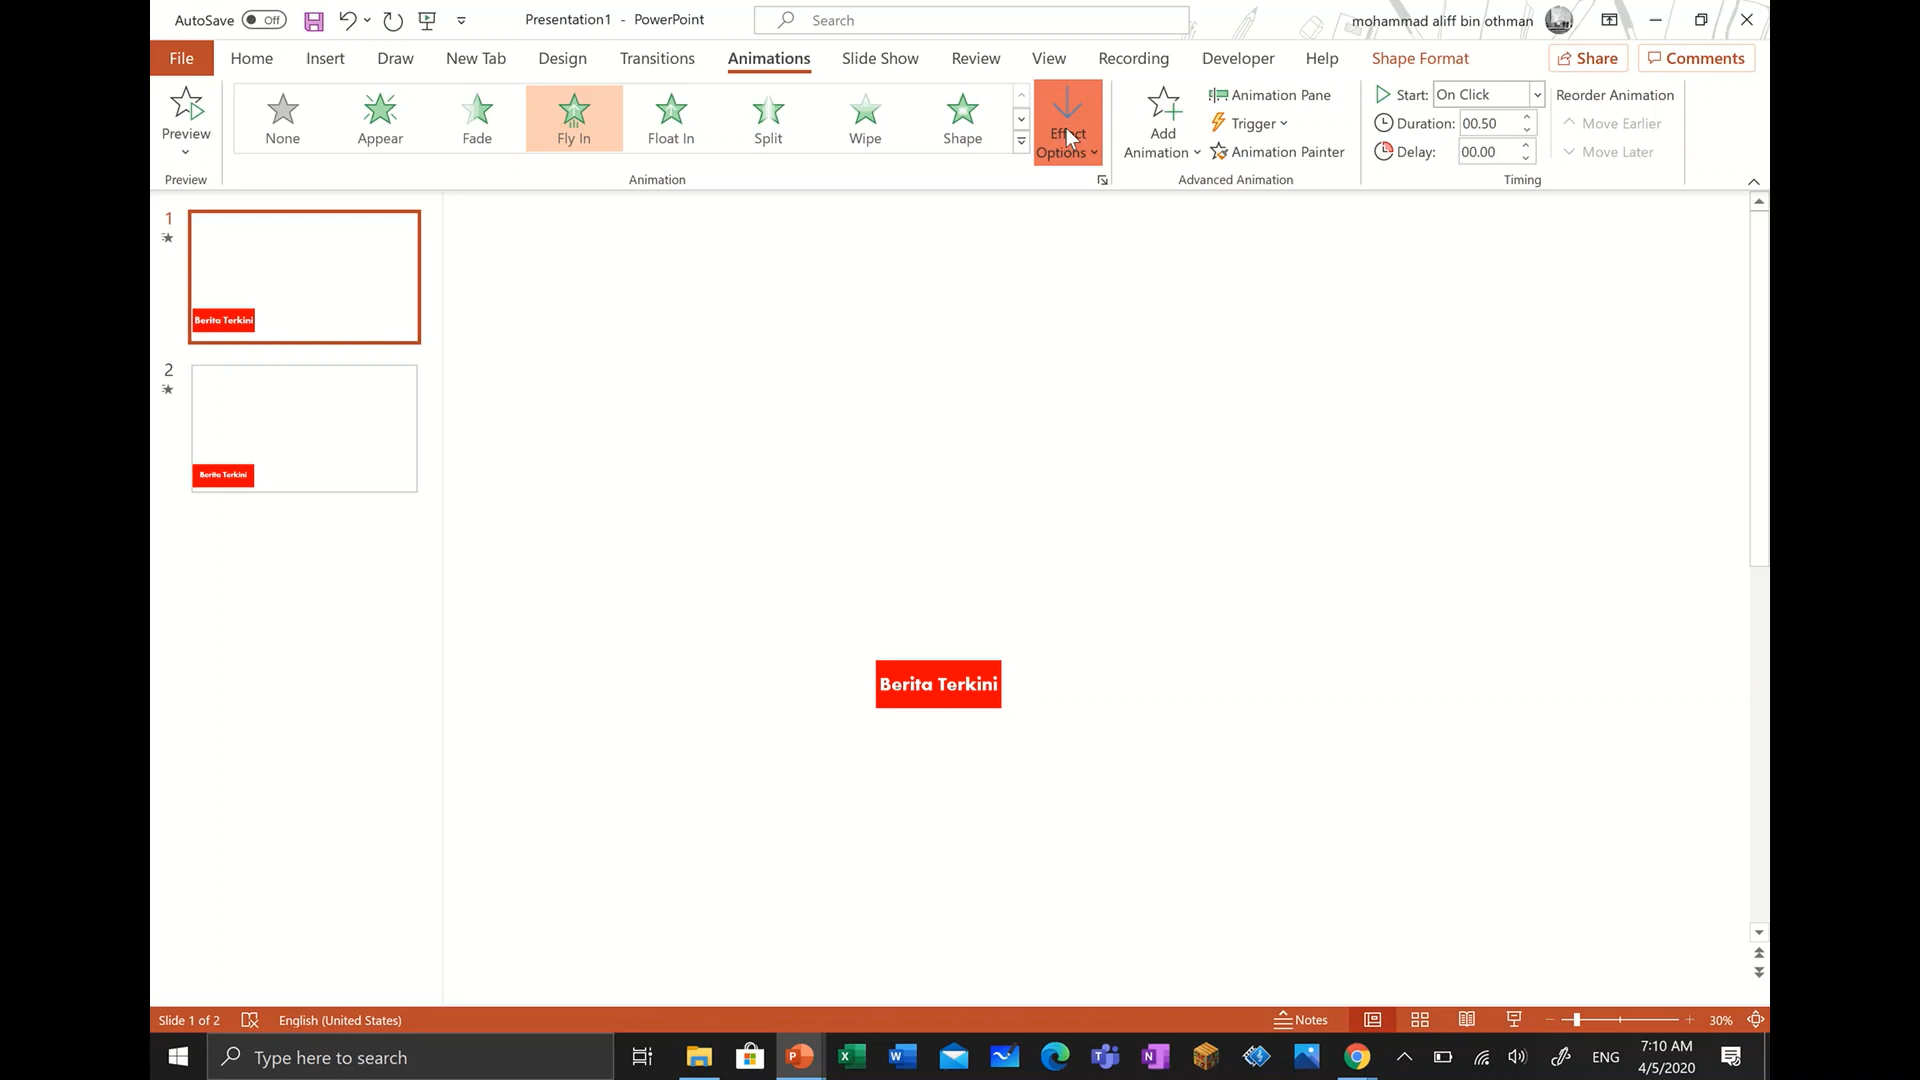 AutoSave Off Presentation1 - PowerPoint Search mohammad aliff bin othman
File Home Insert Draw New Tab Design Transitions Animations Slide Show Review View Recording Developer Help Shape Format Share Comments
Preview
None Appear Fade Fly In Float In Split Wipe Shape
Effect
Options
Add
Animation
Animation Pane
Trigger
Animation Painter
Start: On Click
Duration: 00.50
Delay: 00.00
Reorder Animation
Move Earlier
Move Later
Preview Animation Advanced Animation Timing
1
Berita Terkini
2
Berita Terkini
Berita Terkini
Slide 1 of 2 English (United States) Notes 30%
Type here to search
ENG
7:10 AM
4/5/2020